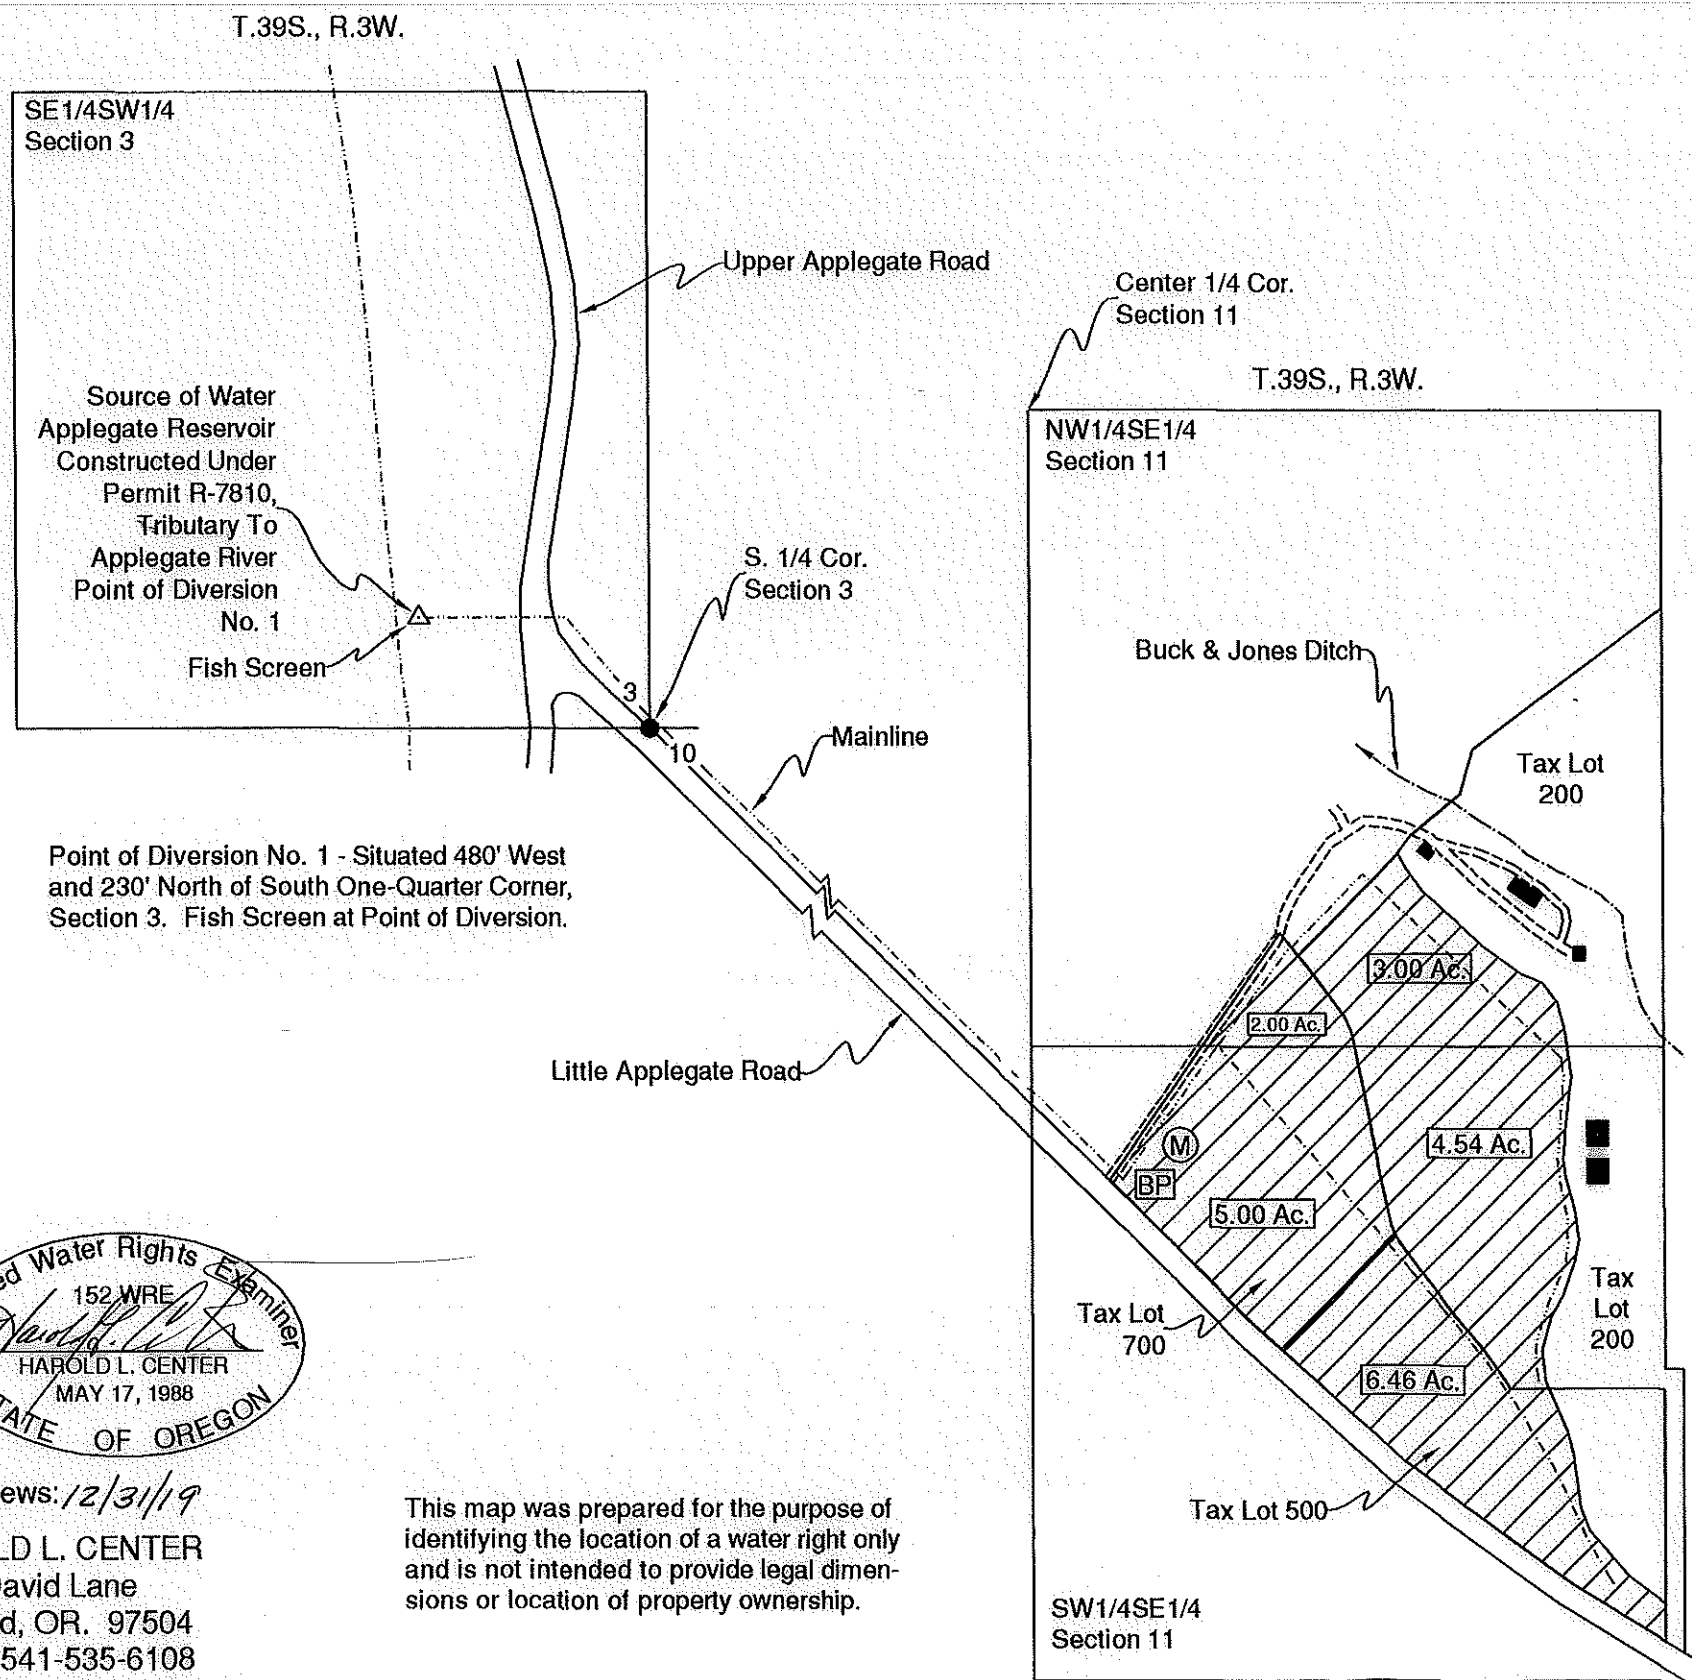 T.39S., R.3W.
SE1/4SW1/4
Section 3
Upper Applegate Road
Center 1/4 Cor.
Section 11
T.39S., R.3W.
Source of Water
Applegate Reservoir
Constructed Under
Permit R-7810,
Tributary To
Applegate River
Point of Diversion
No. 1
NW1/4SE1/4
Section 11
S. 1/4 Cor.
Section 3
Fish Screen
Buck & Jones Ditch
3
10
Mainline
Tax Lot
200
Point of Diversion No. 1 - Situated 480' West
and 230' North of South One-Quarter Corner,
Section 3. Fish Screen at Point of Diversion.
3.00 Ac.
2.00 Ac.
Little Applegate Road
M
4.54 Ac.
BP
5.00 Ac.
Tax Lot
700
Tax
Lot
200
6.46 Ac.
Tax Lot 500
ed Water Rights Examiner
152 WRE
Harold L. Center
HAROLD L. CENTER
MAY 17, 1988
TATE OF OREGON
ews: 12/31/19
LD L. CENTER
David Lane
d, OR. 97504
541-535-6108
This map was prepared for the purpose of
identifying the location of a water right only
and is not intended to provide legal dimen-
sions or location of property ownership.
SW1/4SE1/4
Section 11